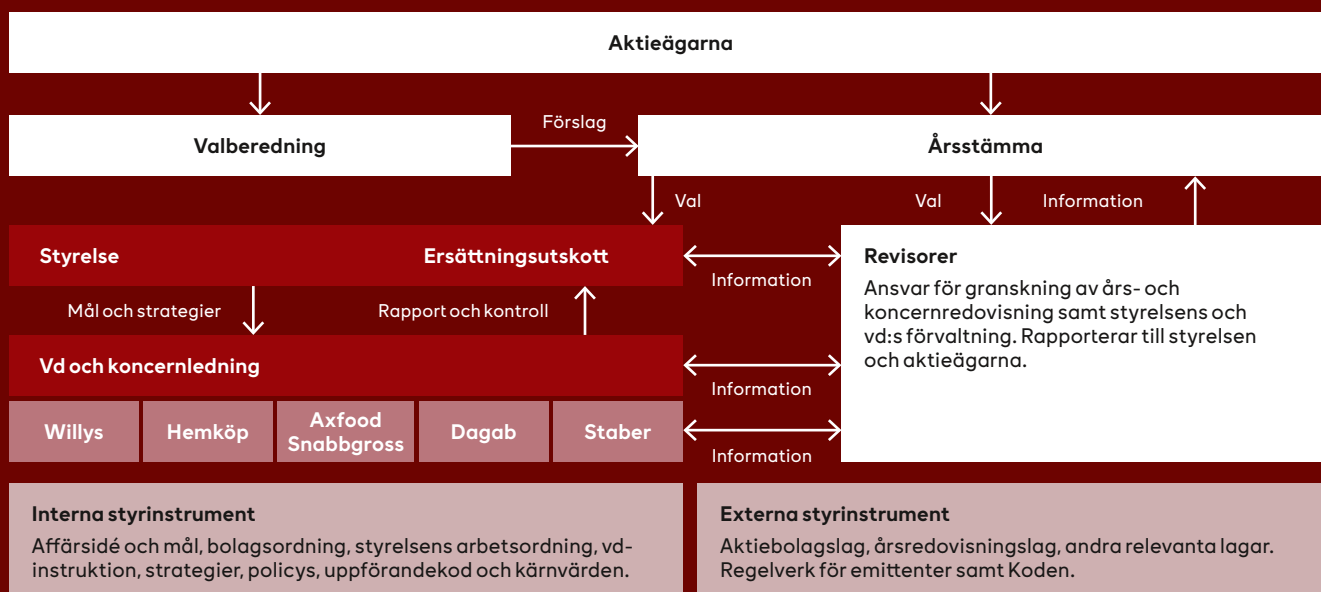 Aktieägarna
Valberedning
Förslag
Årsstämma
Val
Val
Information
Styrelse
Ersättningsutskott
Information
Revisorer
Ansvar för granskning av års- och
koncernredovisning samt styrelsens och
vd:s förvaltning. Rapporterar till styrelsen
och aktieägarna.
Mål och strategier
Rapport och kontroll
Vd och koncernledning
Information
Willys
Hemköp
Axfood
Snabbgross
Dagab
Staber
Information
Interna styrinstrument
Affärsidé och mål, bolagsordning, styrelsens arbetsordning, vd-
instruktion, strategier, policys, uppförandekod och kärnvärden.
Externa styrinstrument
Aktiebolagslag, årsredovisningslag, andra relevanta lagar.
Regelverk för emittenter samt Koden.